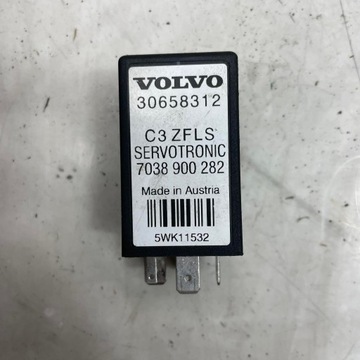 VOLVO
30658312
C3 ZFLS
SERVOTRONIC
7038 900 282
Made in Austria
5WK11532